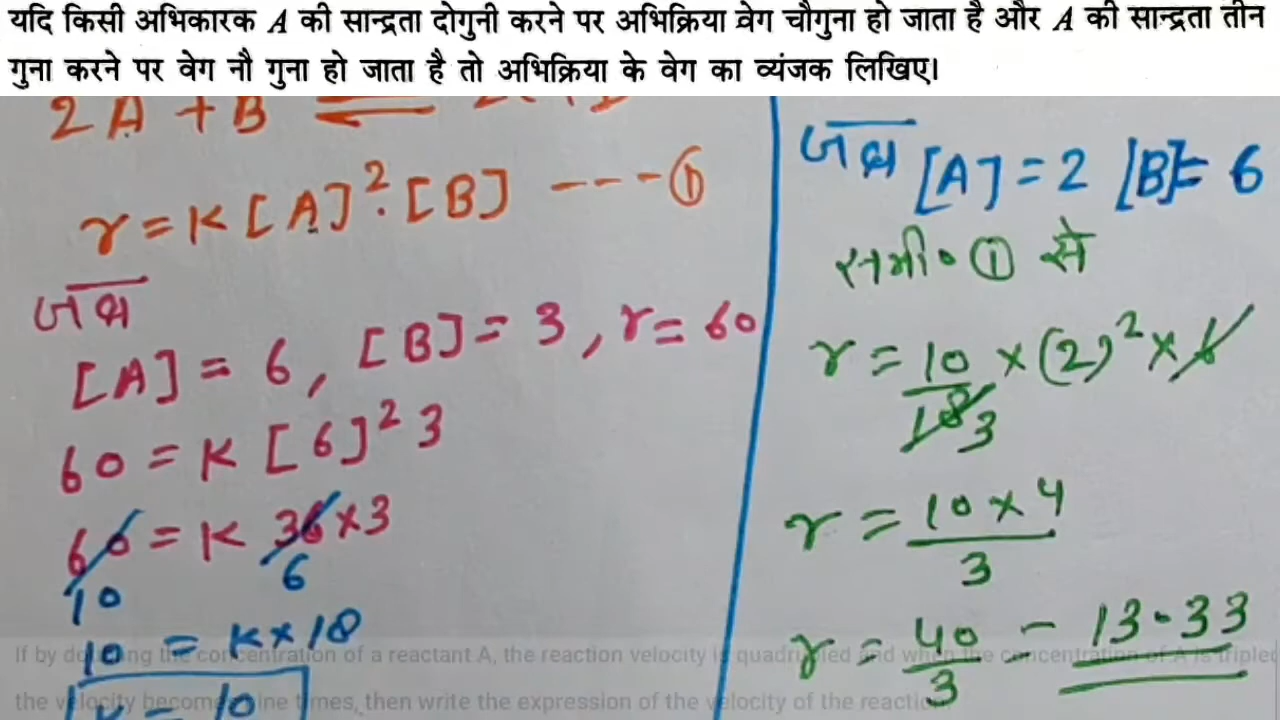 यदि किसी अभिकारक A की सान्द्रता दोगुनी करने पर अभिक्रिया वेग चौगुना हो जाता है और A की सान्द्रता तीन
गुना करने पर वेग नौ गुना हो जाता है तो अभिक्रिया के वेग का व्यंजक लिखिए।
2A + B ⇌
r = K [A]². [B] ---- ①
जब
[A] = 6, [B] = 3, r = 60
60 = K [6]² 3
60 = K 36 × 3
10 6
10 = K × 18
K = 10
जब [A] = 2 [B] = 6
समी० ① से
r = 10 × (2)² × 6
18 3
r = 10 × 4
3
r = 40 - 13.33
3
If by doubling the concentration of a reactant A, the reaction velocity is quadrupled and when the concentration of A is tripled
the velocity becomes nine times, then write the expression of the velocity of the reaction.